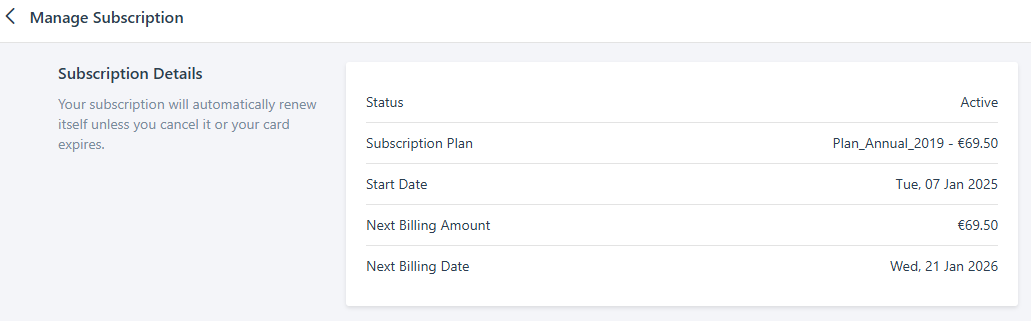 Manage Subscription
Subscription Details
Your subscription will automatically renew
itself unless you cancel it or your card
expires.
Status Active
Subscription Plan Plan_Annual_2019 - €69.50
Start Date Tue, 07 Jan 2025
Next Billing Amount €69.50
Next Billing Date Wed, 21 Jan 2026